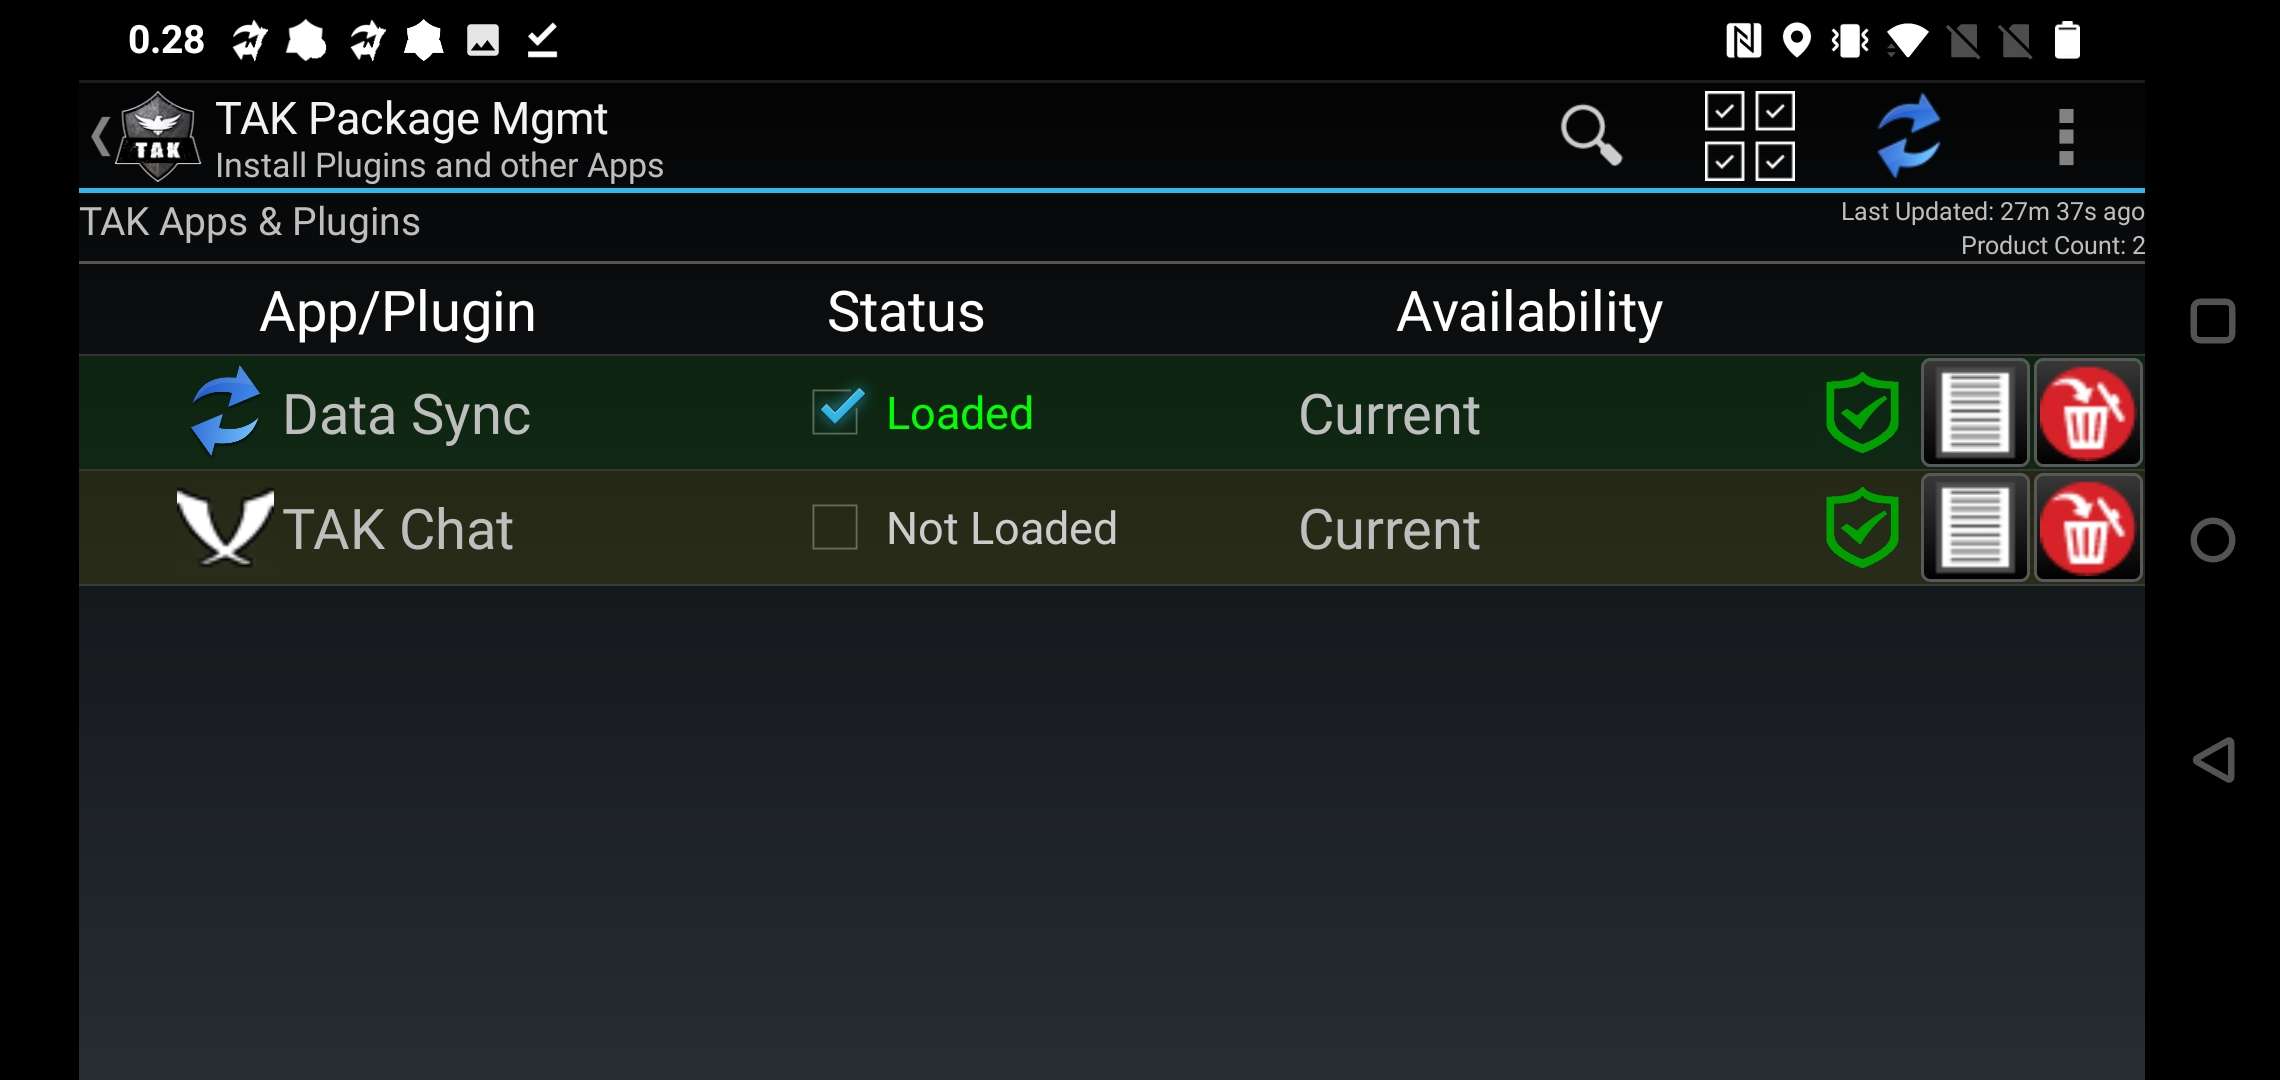 0.28
TAK
TAK Package Mgmt
Install Plugins and other Apps
TAK Apps & Plugins
Last Updated: 27m 37s ago
Product Count: 2
App/Plugin Status Availability
Data Sync Loaded Current
TAK Chat Not Loaded Current